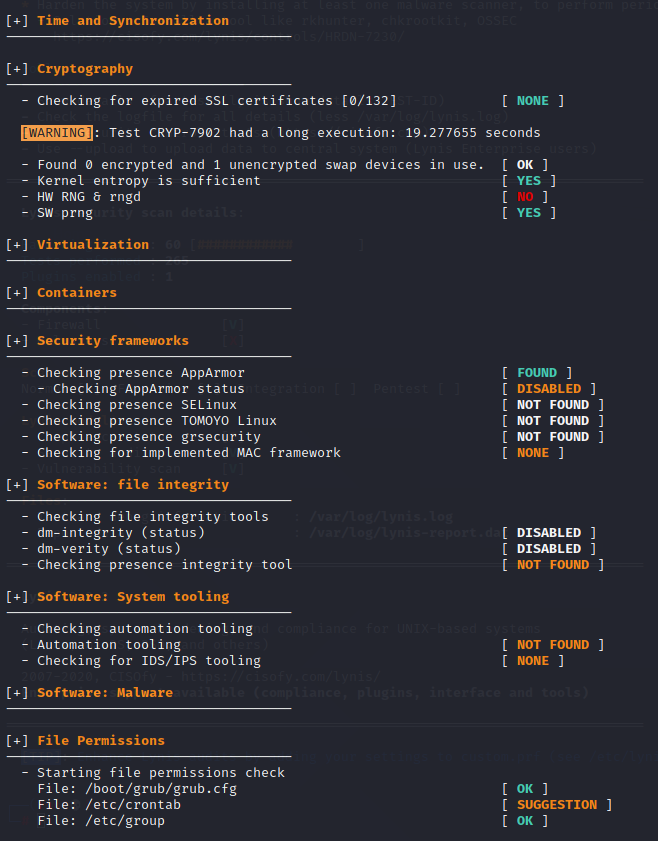 [+] Time and Synchronization
[+] Cryptography
- Checking for expired SSL certificates [0/132] [ NONE ]
[WARNING]: Test CRYP-7902 had a long execution: 19.277655 seconds
- Found 0 encrypted and 1 unencrypted swap devices in use. [ OK ]
- Kernel entropy is sufficient [ YES ]
- HW RNG & rngd [ NO ]
- SW prng [ YES ]
[+] Virtualization
[+] Containers
[+] Security frameworks
- Checking presence AppArmor [ FOUND ]
- Checking AppArmor status [ DISABLED ]
- Checking presence SELinux [ NOT FOUND ]
- Checking presence TOMOYO Linux [ NOT FOUND ]
- Checking presence grsecurity [ NOT FOUND ]
- Checking for implemented MAC framework [ NONE ]
[+] Software: file integrity
- Checking file integrity tools
- dm-integrity (status) [ DISABLED ]
- dm-verity (status) [ DISABLED ]
- Checking presence integrity tool [ NOT FOUND ]
[+] Software: System tooling
- Checking automation tooling
- Automation tooling [ NOT FOUND ]
- Checking for IDS/IPS tooling [ NONE ]
[+] Software: Malware
[+] File Permissions
- Starting file permissions check
File: /boot/grub/grub.cfg [ OK ]
File: /etc/crontab [ SUGGESTION ]
File: /etc/group [ OK ]